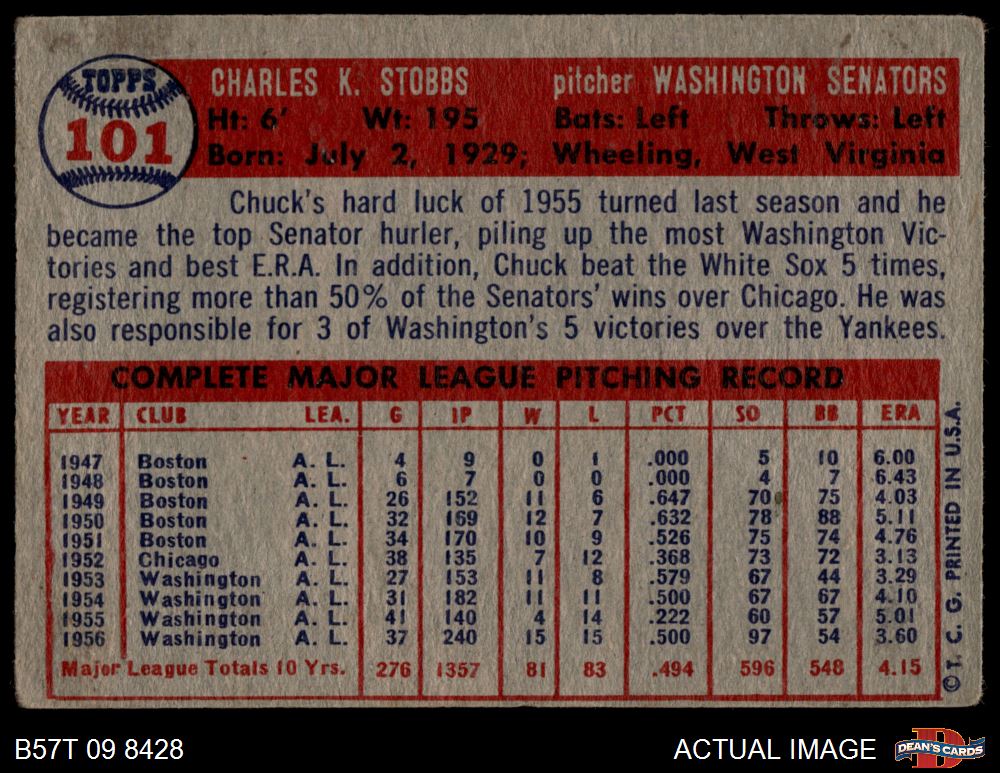 TOPPS
101
CHARLES K. STOBBS pitcher WASHINGTON SENATORS
Ht: 6' Wt: 195 Bats: Left Throws: Left
Born: July 2, 1929; Wheeling, West Virginia
Chuck's hard luck of 1955 turned last season and he
became the top Senator hurler, piling up the most Washington Vic-
tories and best E.R.A. In addition, Chuck beat the White Sox 5 times,
registering more than 50% of the Senators' wins over Chicago. He was
also responsible for 3 of Washington's 5 victories over the Yankees.
COMPLETE MAJOR LEAGUE PITCHING RECORD
YEAR CLUB LEA. G IP W L PCT SO BB ERA
1947 Boston A. L. 4 9 0 1 .000 5 10 6.00
1948 Boston A. L. 6 7 0 0 .000 4 7 6.43
1949 Boston A. L. 26 152 11 6 .647 70 75 4.03
1950 Boston A. L. 32 169 12 7 .632 78 88 5.11
1951 Boston A. L. 34 170 10 9 .526 75 74 4.76
1952 Chicago A. L. 38 135 7 12 .368 73 72 3.13
1953 Washington A. L. 27 153 11 8 .579 67 44 3.29
1954 Washington A. L. 31 182 11 11 .500 67 67 4.10
1955 Washington A. L. 41 140 4 14 .222 60 57 5.01
1956 Washington A. L. 37 240 15 15 .500 97 54 3.60
Major League Totals 10 Yrs. 276 1357 81 83 .494 596 548 4.15
© T. C. G. PRINTED IN U.S.A.
B57T 09 8428 ACTUAL IMAGE
DEAN'S CARDS